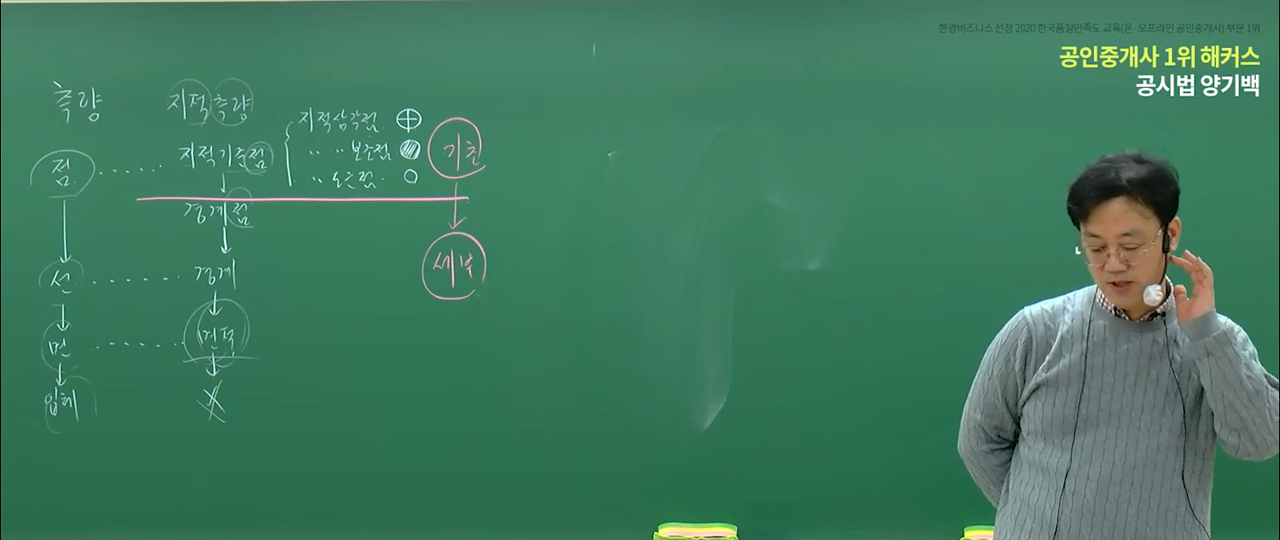 한경비즈니스 선정 2020 한국품질만족도 교육(온·오프라인 공인중개사) 부문 1위
공인중개사 1위 해커스
공시법 양기백
측량 지적측량
지적삼각점
〃 〃 보조점
〃 도근점
점 ...... 지적기준점
기초
경계점
세부
선 ....... 경계
면 ....... 면적
입체 X